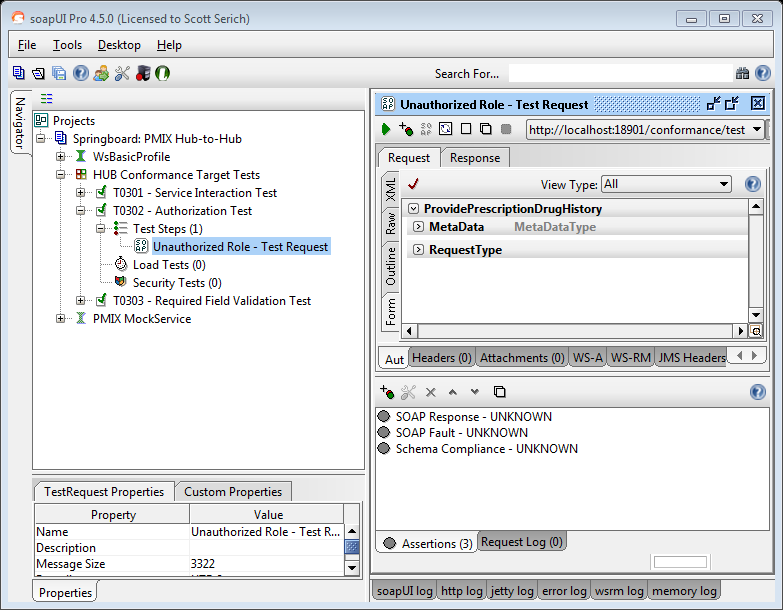 soapUI Pro 4.5.0 (Licensed to Scott Serich)
File Tools Desktop Help
Search For...
Navigator
Projects
Springboard: PMIX Hub-to-Hub
WsBasicProfile
HUB Conformance Target Tests
T0301 - Service Interaction Test
T0302 - Authorization Test
Test Steps (1)
Unauthorized Role - Test Request
Load Tests (0)
Security Tests (0)
T0303 - Required Field Validation Test
PMIX MockService
TestRequest Properties Custom Properties
Property Value
Name Unauthorized Role - Test R...
Description
Message Size 3322
Properties
Unauthorized Role - Test Request
http://localhost:18901/conformance/test
Request Response
XML
Raw
Outline
Form
View Type: All
ProvidePrescriptionDrugHistory
MetaData MetaDataType
RequestType
Aut Headers (0) Attachments (0) WS-A WS-RM JMS Headers
SOAP Response - UNKNOWN
SOAP Fault - UNKNOWN
Schema Compliance - UNKNOWN
Assertions (3) Request Log (0)
soapUI log http log jetty log error log wsrm log memory log